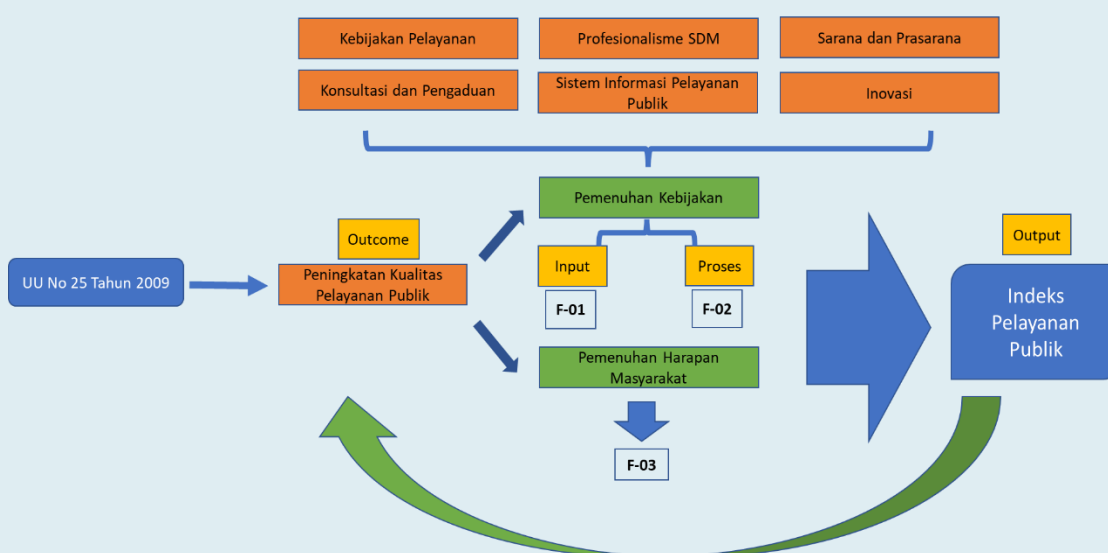 Kebijakan Pelayanan
Profesionalisme SDM
Sarana dan Prasarana
Konsultasi dan Pengaduan
Sistem Informasi Pelayanan
Publik
Inovasi
Pemenuhan Kebijakan
Outcome
Output
Input
Proses
UU No 25 Tahun 2009
Peningkatan Kualitas
Pelayanan Publik
F-01
F-02
Indeks
Pelayanan
Publik
Pemenuhan Harapan
Masyarakat
F-03